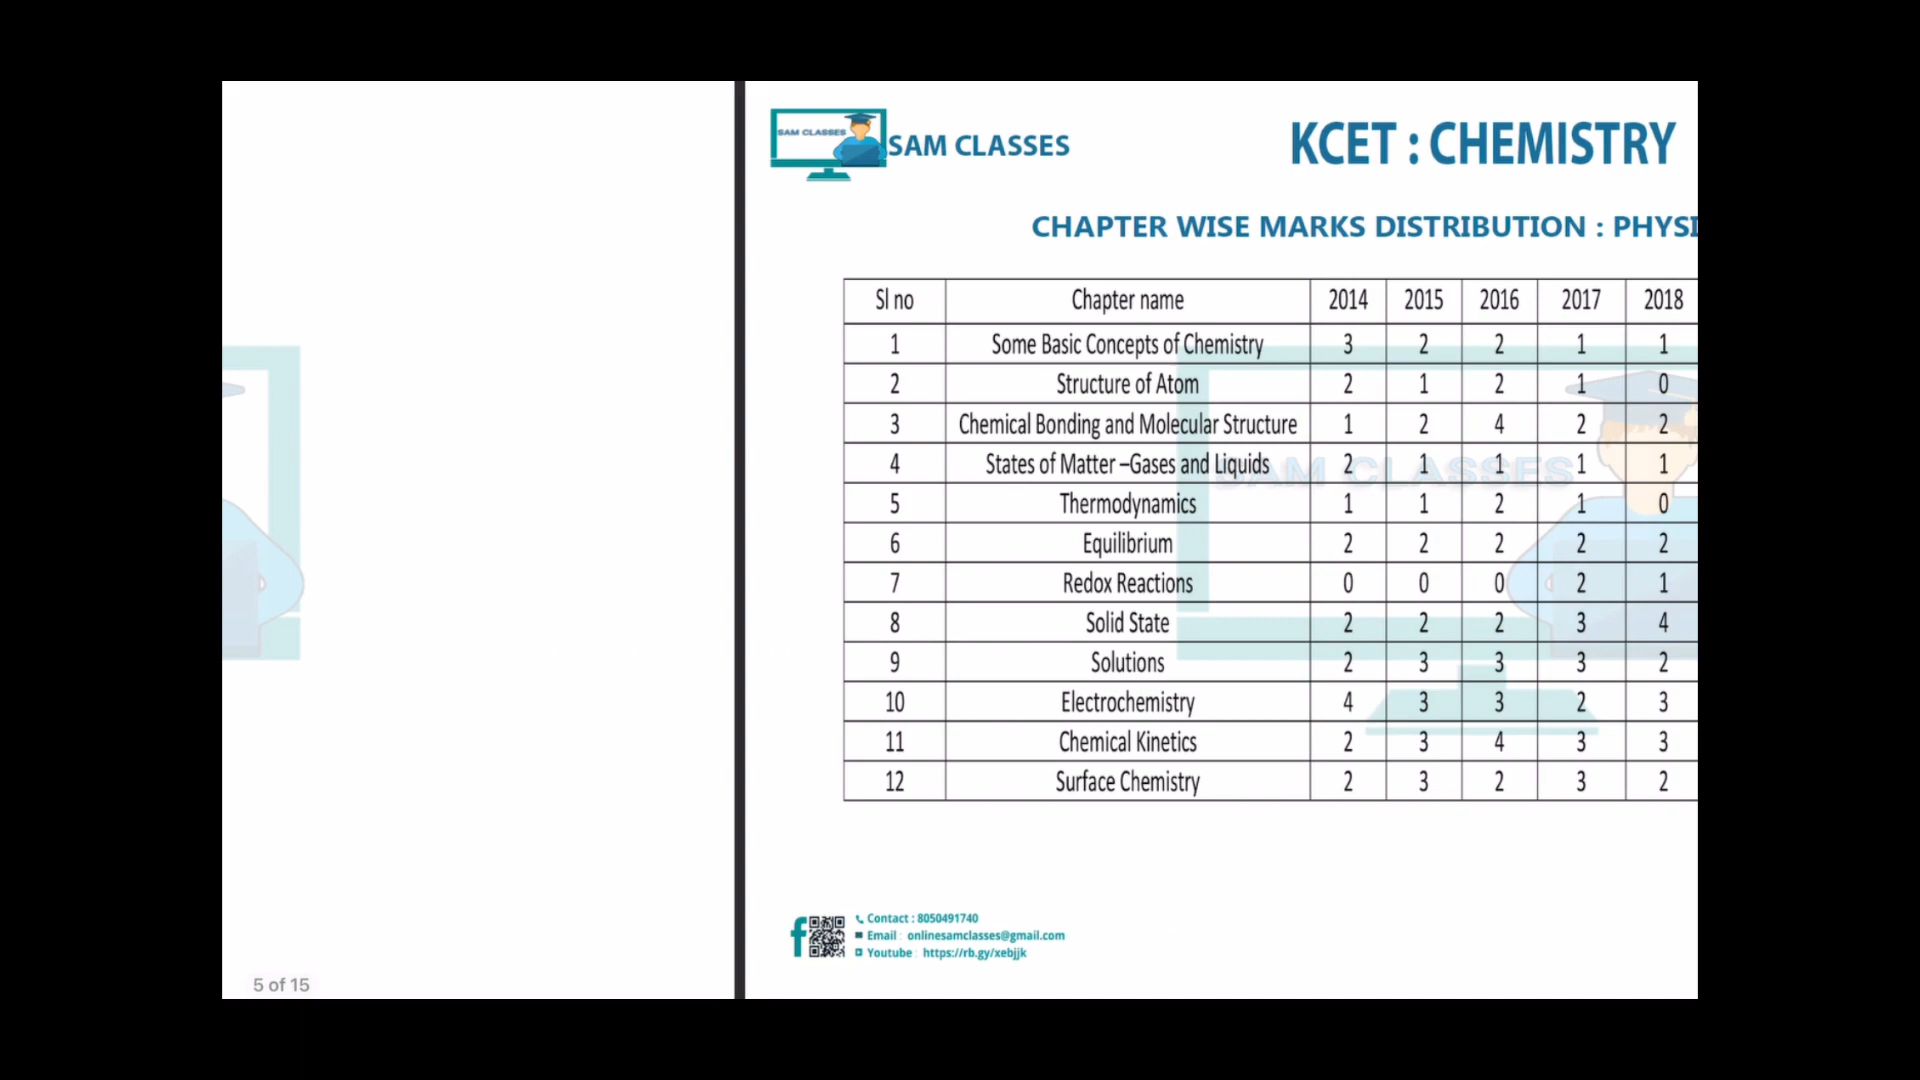 SAM CLASSES
SAM CLASSES
KCET : CHEMISTRY
CHAPTER WISE MARKS DISTRIBUTION : PHYSI
Sl no Chapter name 2014 2015 2016 2017 2018
1 Some Basic Concepts of Chemistry 3 2 2 1 1
2 Structure of Atom 2 1 2 1 0
3 Chemical Bonding and Molecular Structure 1 2 4 2 2
4 States of Matter –Gases and Liquids 2 1 1 1 1
SAM CLASSES
5 Thermodynamics 1 1 2 1 0
6 Equilibrium 2 2 2 2 2
7 Redox Reactions 0 0 0 2 1
8 Solid State 2 2 2 3 4
9 Solutions 2 3 3 3 2
10 Electrochemistry 4 3 3 2 3
11 Chemical Kinetics 2 3 4 3 3
12 Surface Chemistry 2 3 2 3 2
Contact : 8050491740
Email : onlinesamclasses@gmail.com
Youtube : https://rb.gy/xebjjk
5 of 15